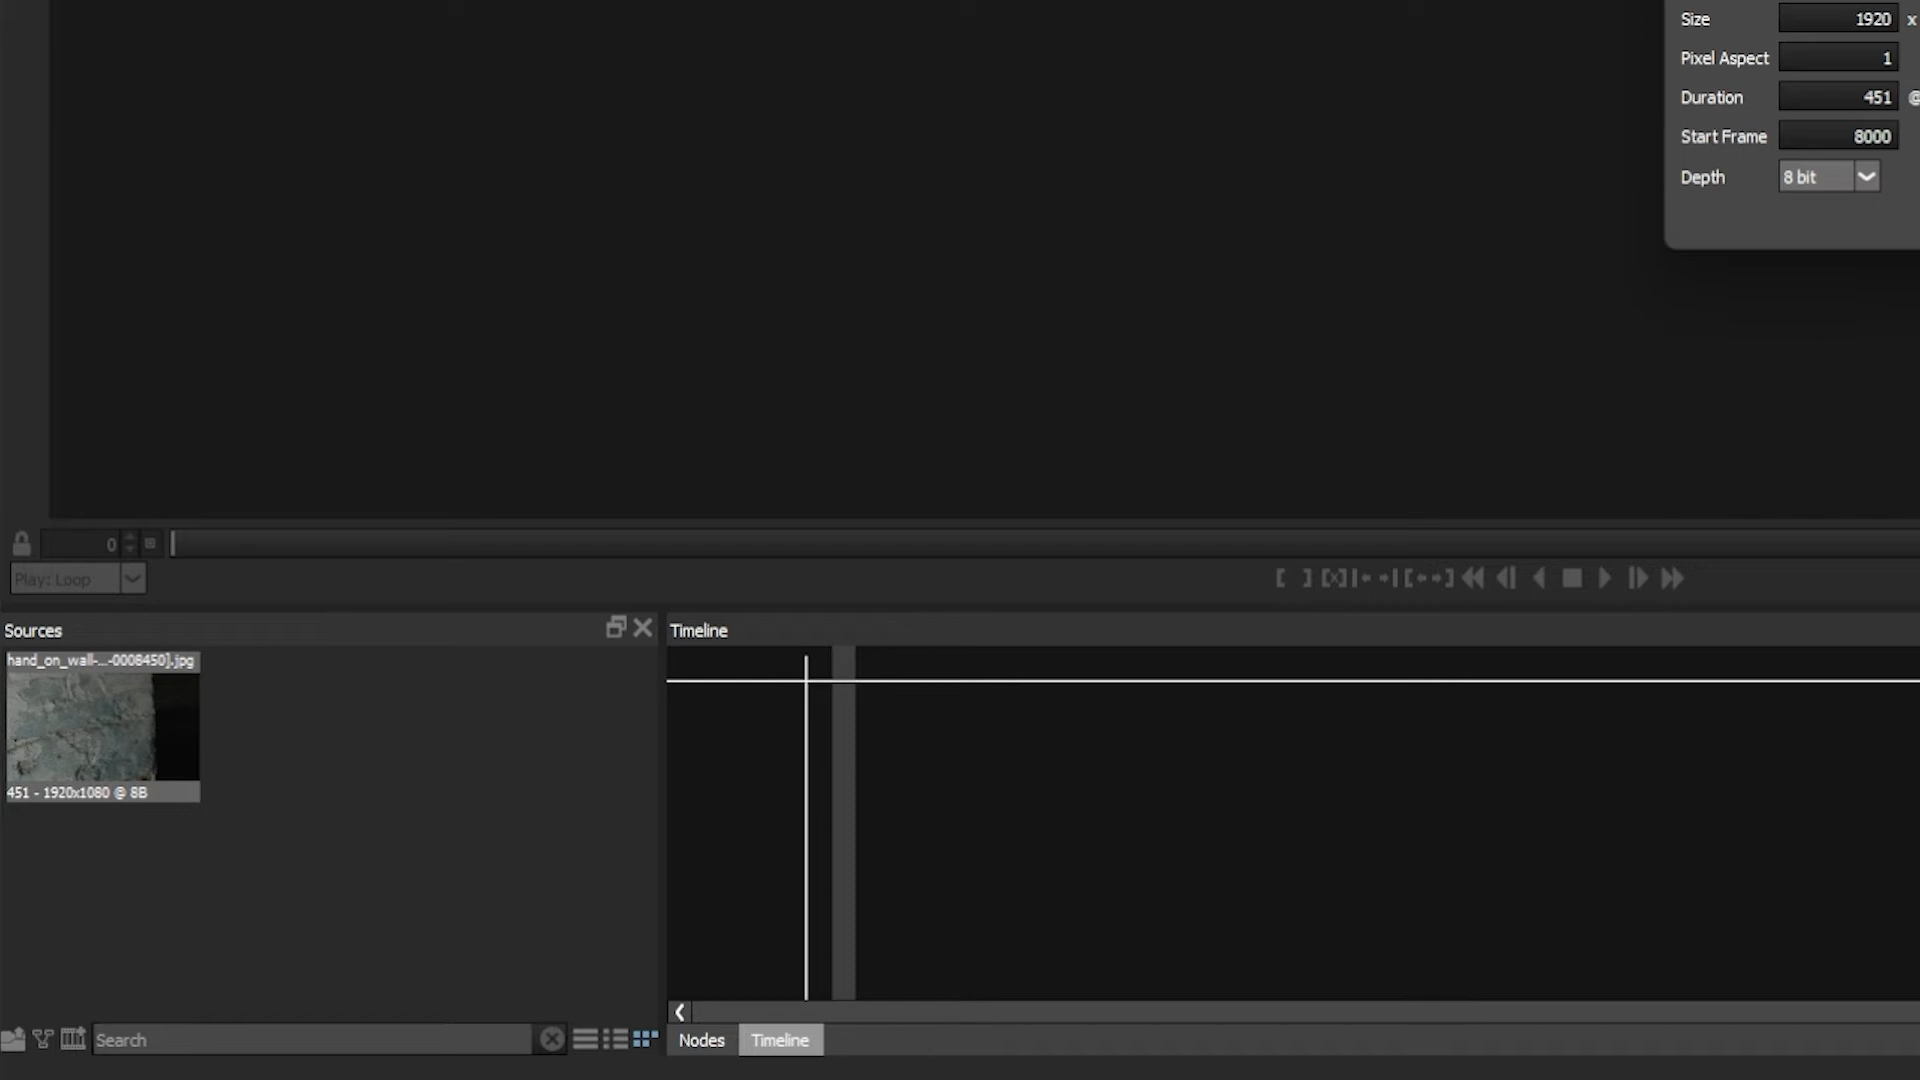 Size 1920 x
Pixel Aspect 1
Duration 451 @
Start Frame 8000
Depth 8 bit
0
Play: Loop
Sources
Timeline
hand_on_wall-...-0008450].jpg
451 - 1920x1080 @ 8B
Search
Nodes Timeline